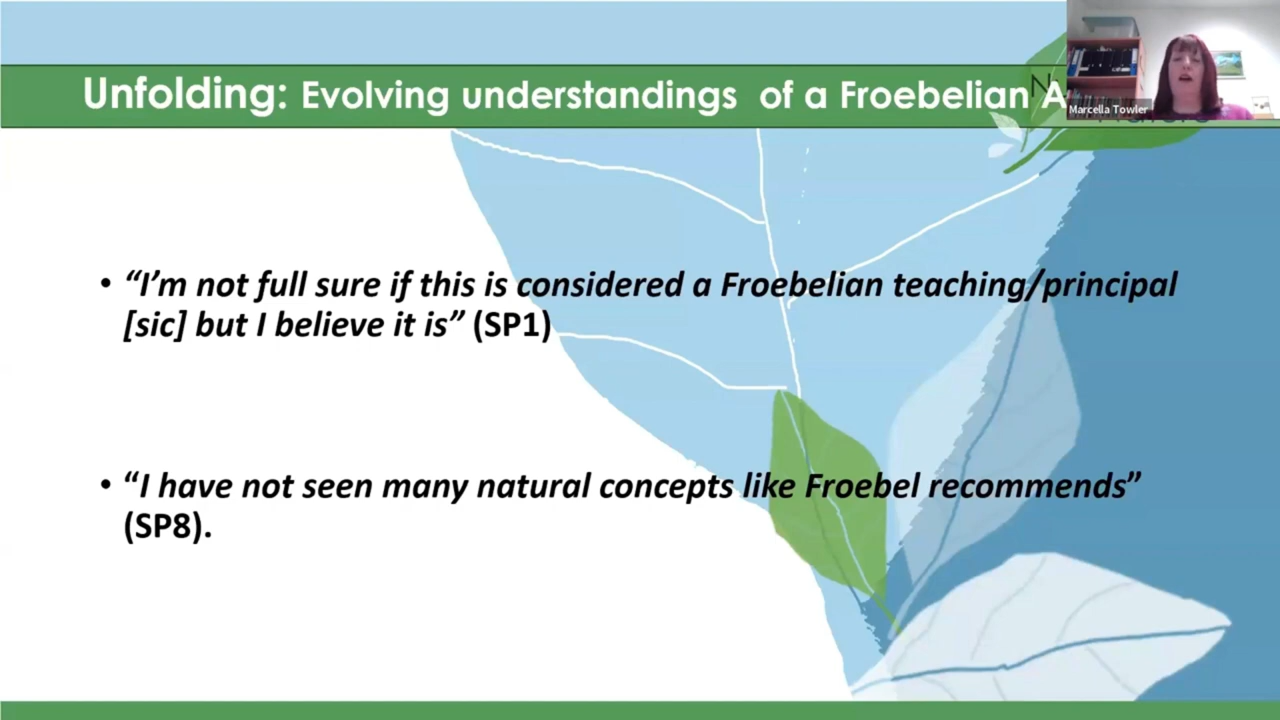 Unfolding: Evolving understandings of a Froebelian A
Marcella Towler
• “I’m not full sure if this is considered a Froebelian teaching/principal
[sic] but I believe it is” (SP1)
• “I have not seen many natural concepts like Froebel recommends”
(SP8).